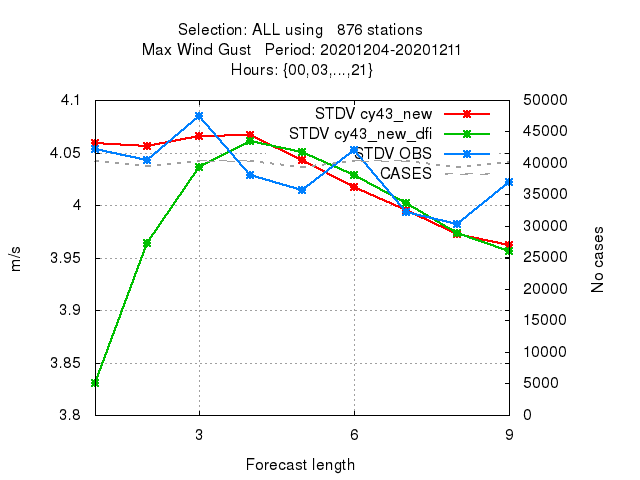 Selection: ALL using   876 stations
Max Wind Gust   Period: 20201204-20201211
Hours: {00,03,...,21}
4.1
4.05
4
3.95
3.9
3.85
3.8
m/s
STDV cy43_new
STDV cy43_new_dfi
STDV OBS
CASES
50000
45000
40000
35000
30000
25000
20000
15000
10000
5000
0
No cases
3
6
9
Forecast length